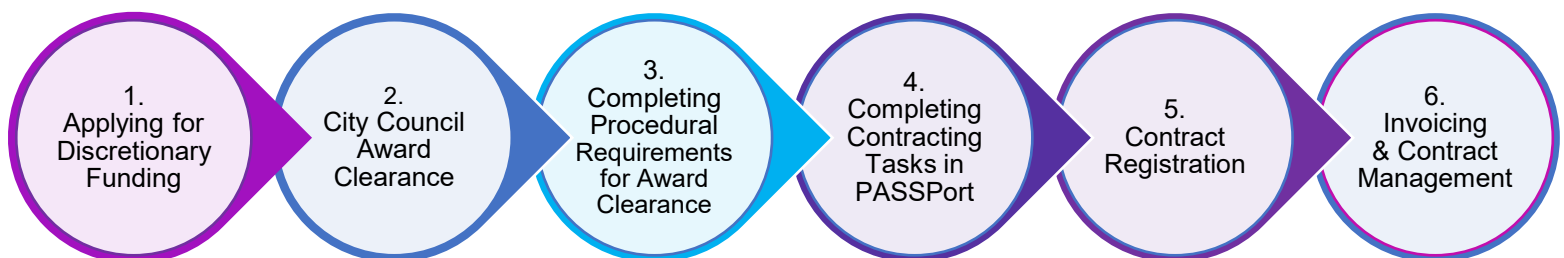 1.
Applying for
Discretionary
Funding
2.
City Council
Award
Clearance
3.
Completing
Procedural
Requirements
for Award
Clearance
4.
Completing
Contracting
Tasks in
PASSPort
5.
Contract
Registration
6.
Invoicing
& Contract
Management